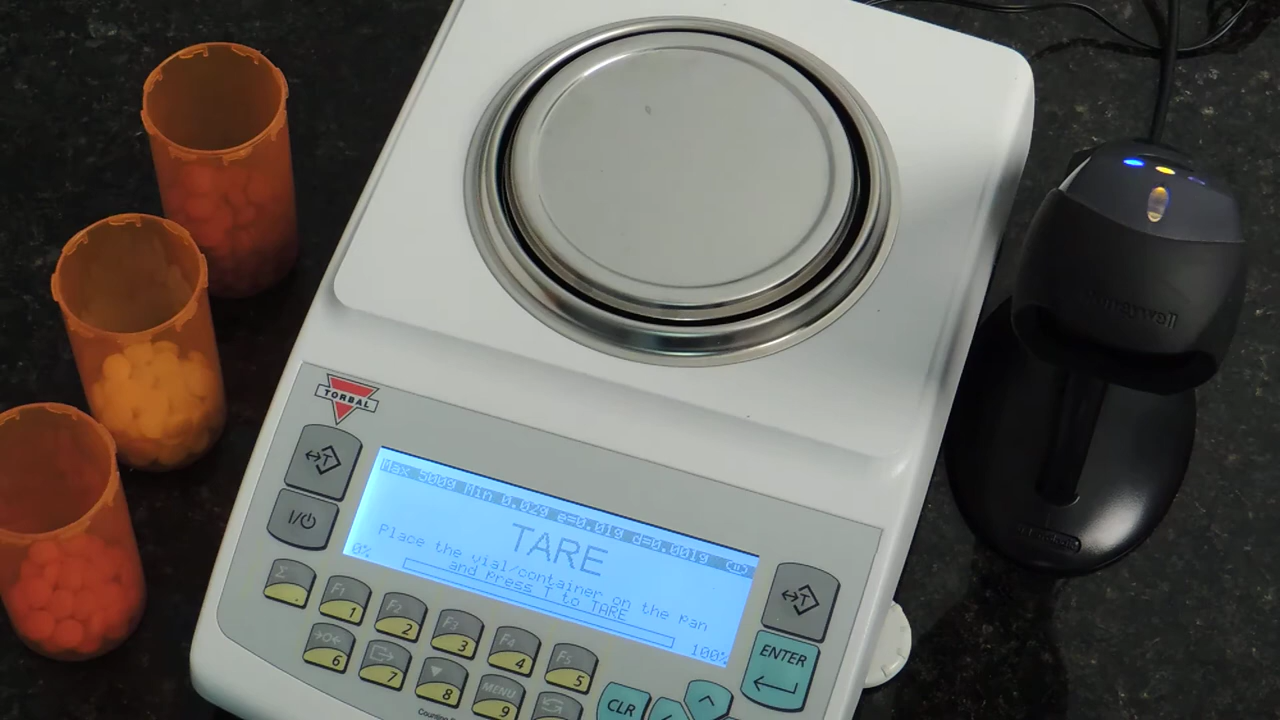 Honeywell
TORBAL
T
I/
Max 500g Min 0.02g e=0.01g d=0.001g
TARE
Place the vial/container on the pan
and press T to TARE
0%
100%
T
ENTER
Σ .
F1 1
F2 2
F3 3
F4 4
F5 5
→0← 6
7
8
MENU 9
CLR